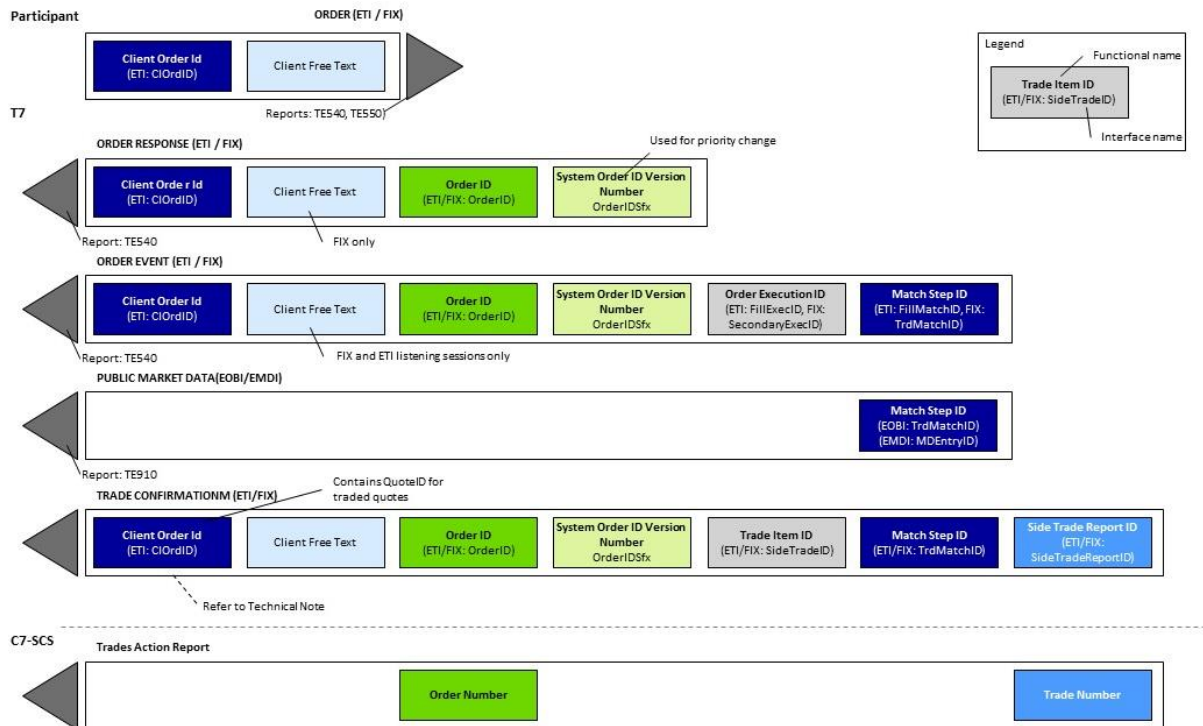 Participant
ORDER (ETI / FIX)
Client Order Id
(ETI: ClOrdID)
Client Free Text
Reports: TE540, TE550)
Legend
Functional name
Trade Item ID
(ETI/FIX: SideTradeID)
Interface name
T7
ORDER RESPONSE (ETI / FIX)
Used for priority change
Client Orde r Id
(ETI: ClOrdID)
Client Free Text
Order ID
(ETI/FIX: OrderID)
System Order ID Version
Number
OrderIDSfx
Report: TE540
FIX only
ORDER EVENT (ETI / FIX)
Client Order Id
(ETI: ClOrdID)
Client Free Text
Order ID
(ETI/FIX: OrderID)
System Order ID Version
Number
OrderIDSfx
Order Execution ID
(ETI: FillExecID, FIX:
SecondaryExecID)
Match Step ID
(ETI: FillMatchID, FIX:
TrdMatchID)
Report: TE540
FIX and ETI listening sessions only
PUBLIC MARKET DATA(EOBI/EMDI)
Match Step ID
(EOBI: TrdMatchID)
(EMDI: MDEntryID)
Report: TE910
Contains QuoteID for
traded quotes
TRADE CONFIRMATIONM (ETI/FIX)
Client Order Id
(ETI: ClOrdID)
Client Free Text
Order ID
(ETI/FIX: OrderID)
System Order ID Version
Number
OrderIDSfx
Trade Item ID
(ETI/FIX: SideTradeID)
Match Step ID
(ETI/FIX: TrdMatchID)
Side Trade Report ID
(ETI/FIX:
SideTradeReportID)
Refer to Technical Note
C7-SCS
Trades Action Report
Order Number
Trade Number